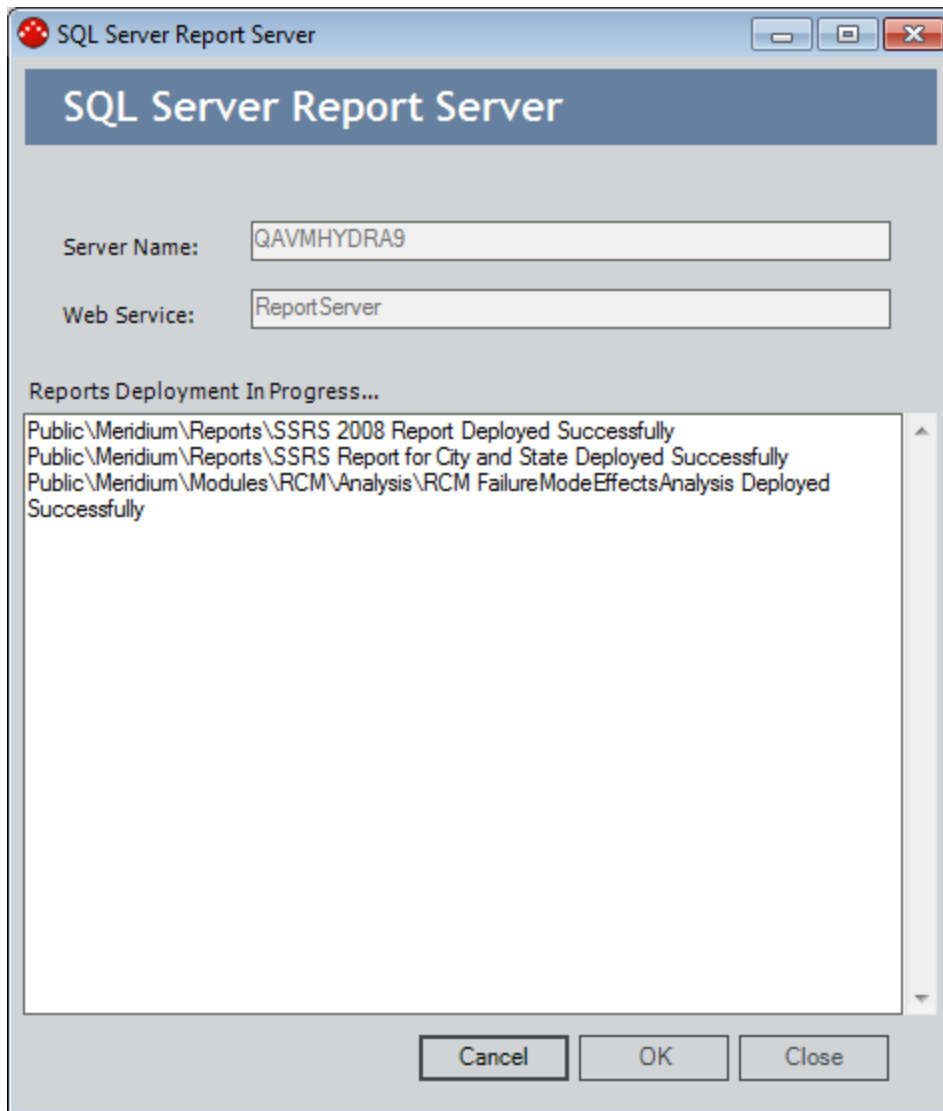 SQL Server Report Server
SQL Server Report Server
Server Name:
QAVMHYDRA9
Web Service:
ReportServer
Reports Deployment In Progress...
Public\Meridium\Reports\SSRS 2008 Report Deployed Successfully
Public\Meridium\Reports\SSRS Report for City and State Deployed Successfully
Public\Meridium\Modules\RCM\Analysis\RCM FailureModeEffectsAnalysis Deployed
Successfully
Cancel
OK
Close